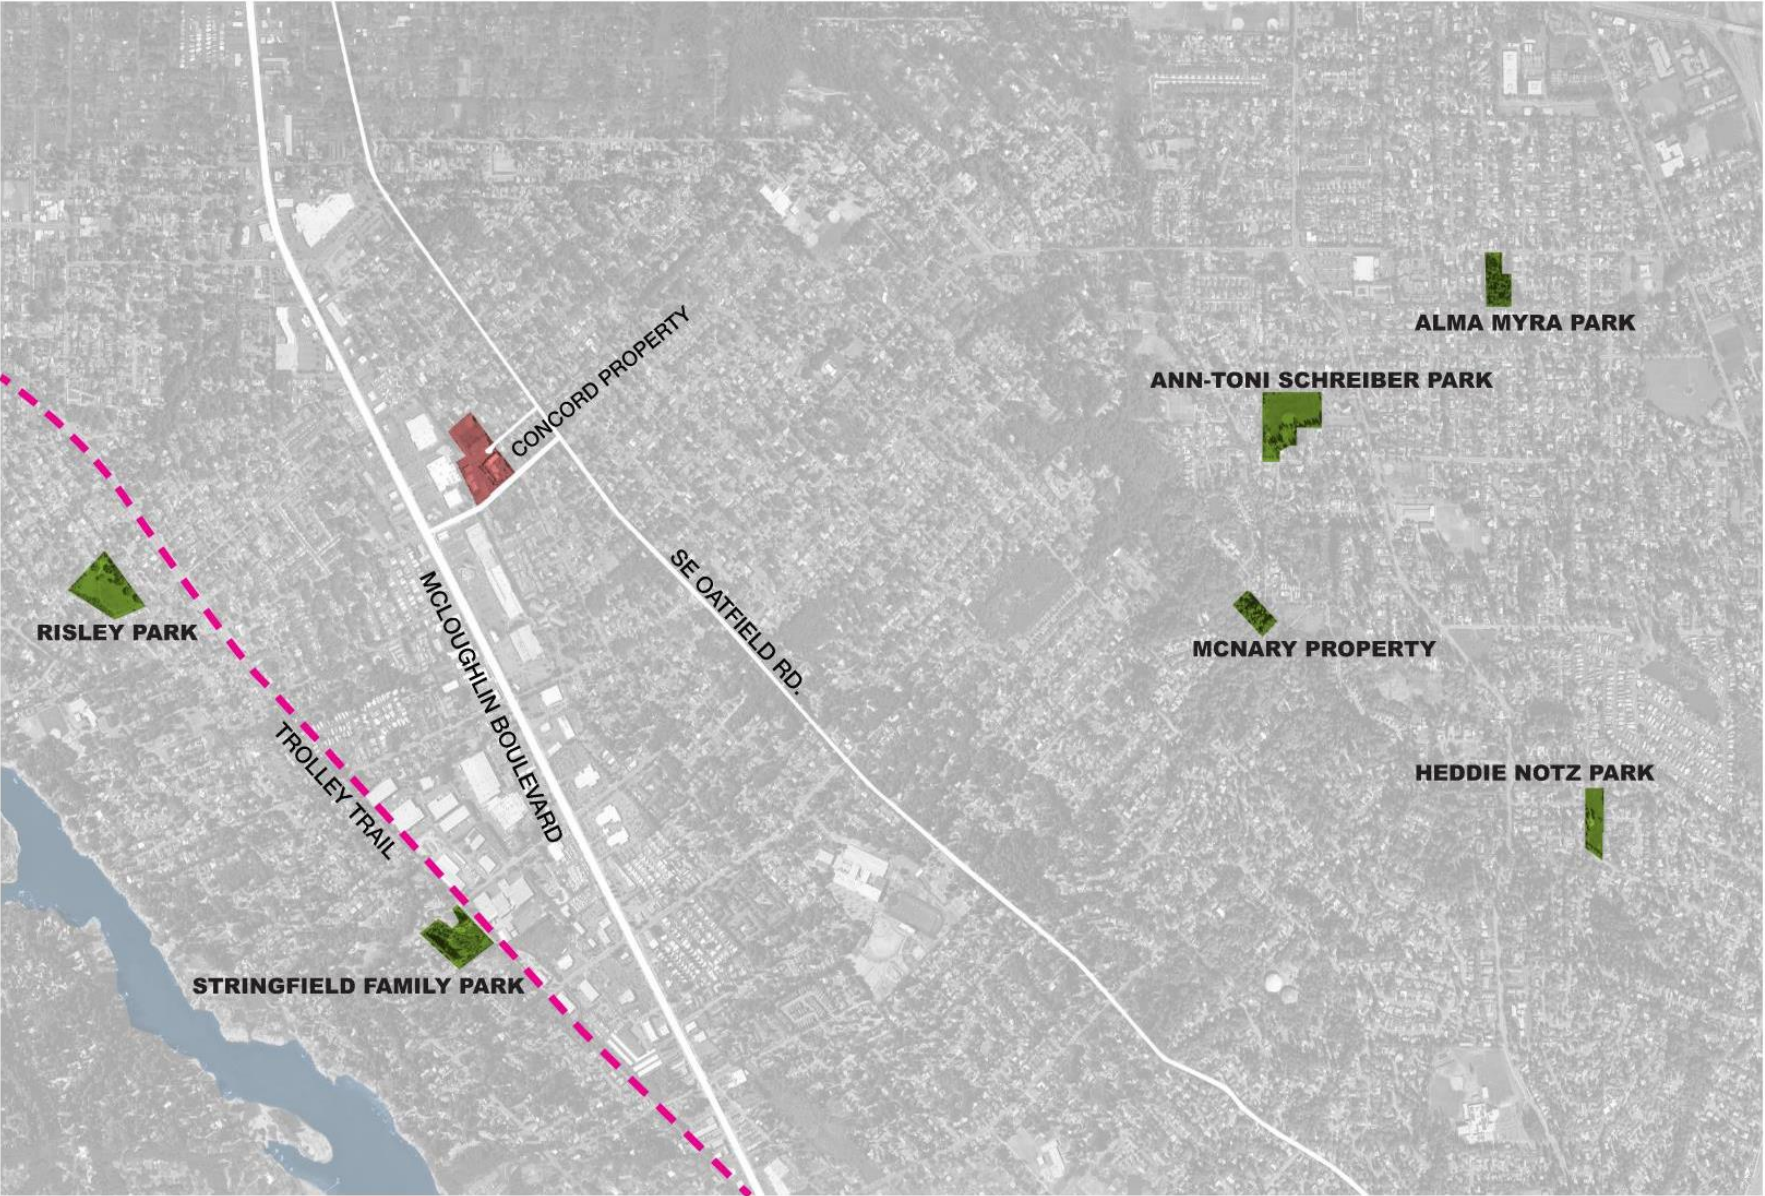 CONCORD PROPERTY
ALMA MYRA PARK
ANN-TONI SCHREIBER PARK
SE OATFIELD RD.
MCLOUGHLIN BOULEVARD
RISLEY PARK
MCNARY PROPERTY
TROLLEY TRAIL
HEDDIE NOTZ PARK
STRINGFIELD FAMILY PARK